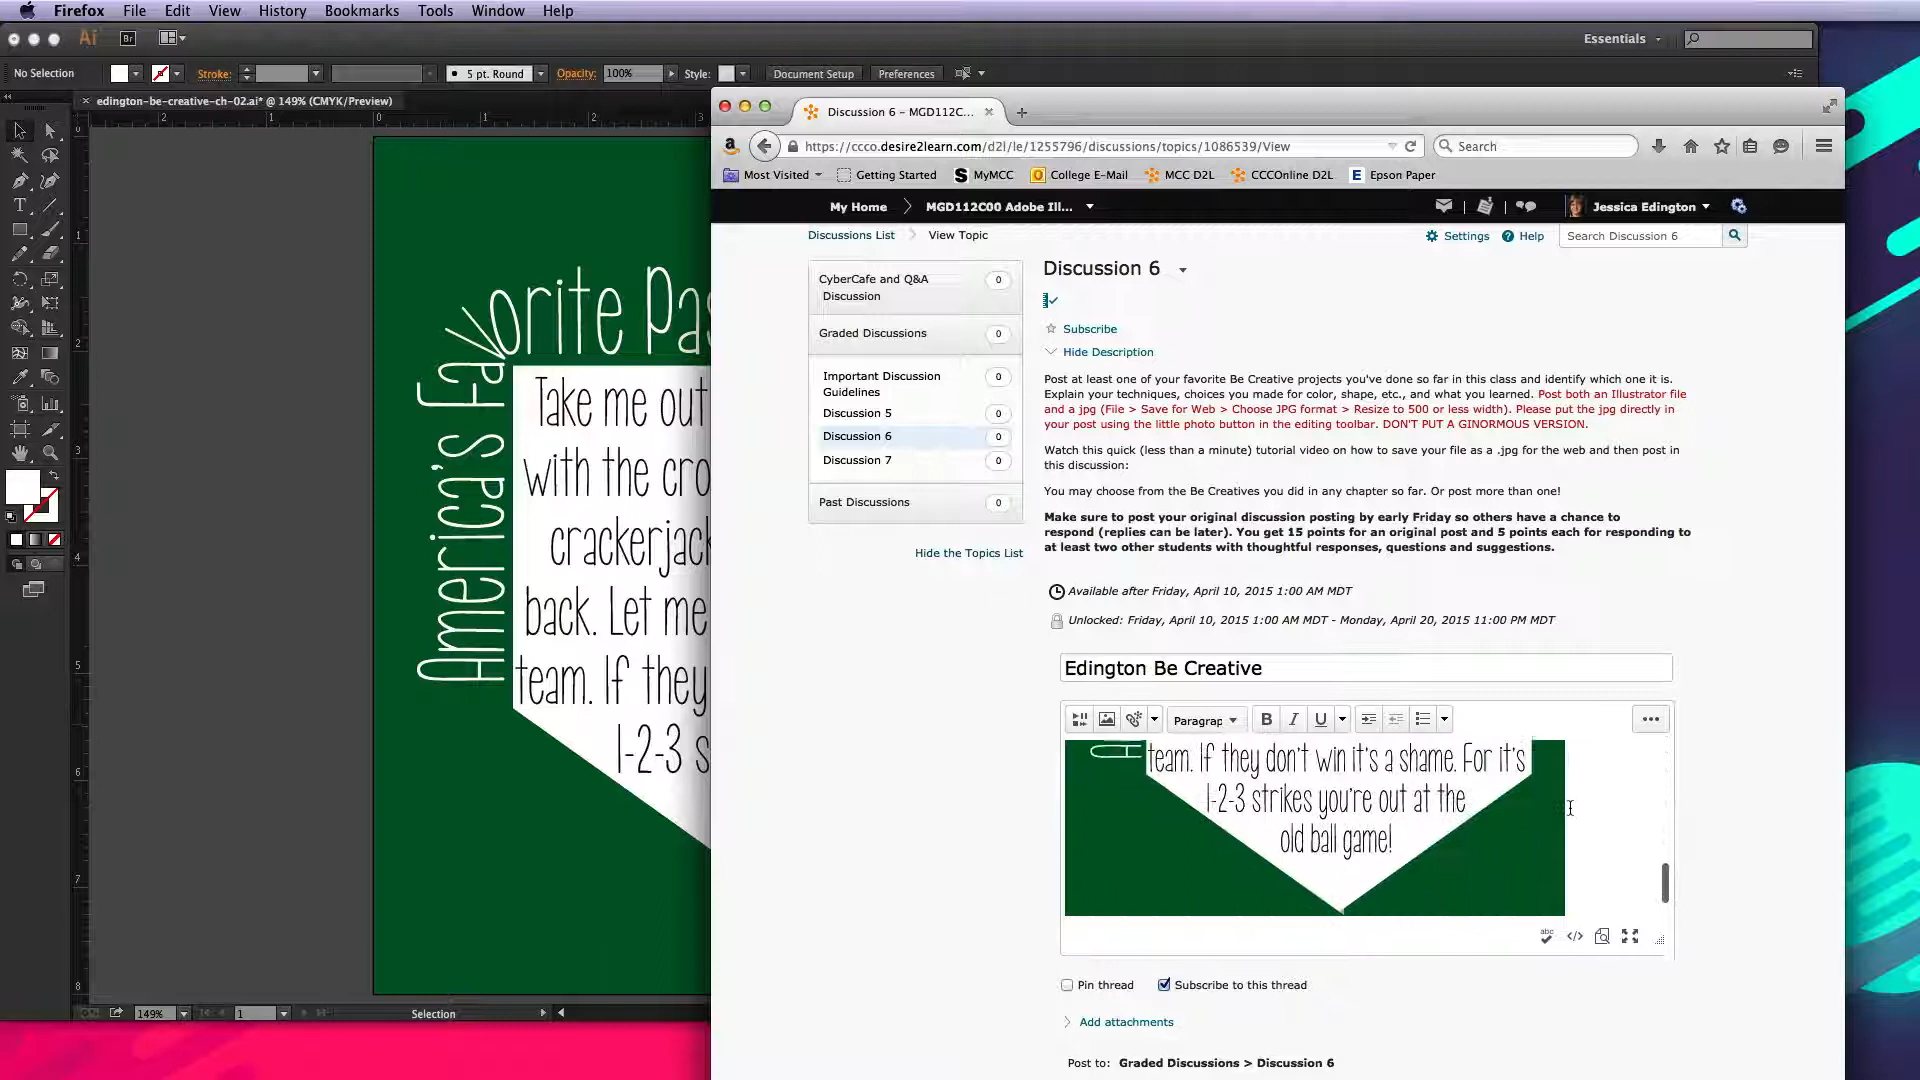 Firefox File Edit View History Bookmarks Tools Window Help
Ai Br Essentials
No Selection Stroke: 5 pt. Round Opacity: 100% Style: Document Setup Preferences
× edington-be-creative-ch-02.ai* @ 149% (CMYK/Preview)
2 1 0 1 2 3
0
1
2
3
4
5
6
7
8
America's Favorite Pas
Take me out
with the cro
crackerjack
back. Let me
team. If they
1-2-3 s
149% 1 Selection
Discussion 6 – MGD112C... ×
https://ccco.desire2learn.com/d2l/le/1255796/discussions/topics/1086539/View
Search
Most Visited Getting Started MyMCC College E-Mail MCC D2L CCCOnline D2L Epson Paper
My Home MGD112C00 Adobe Ill... Jessica Edington
Discussions List View Topic Settings Help Search Discussion 6
CyberCafe and Q&A 0
Discussion
Graded Discussions 0
Important Discussion 0
Guidelines
Discussion 5 0
Discussion 6 0
Discussion 7 0
Past Discussions 0
Hide the Topics List
Discussion 6
Subscribe
Hide Description
Post at least one of your favorite Be Creative projects you've done so far in this class and identify which one it is.
Explain your techniques, choices you made for color, shape, etc., and what you learned. Post both an Illustrator file
and a jpg (File > Save for Web > Choose JPG format > Resize to 500 or less width). Please put the jpg directly in
your post using the little photo button in the editing toolbar. DON'T PUT A GINORMOUS VERSION.
Watch this quick (less than a minute) tutorial video on how to save your file as a .jpg for the web and then post in
this discussion:
You may choose from the Be Creatives you did in any chapter so far. Or post more than one!
Make sure to post your original discussion posting by early Friday so others have a chance to
respond (replies can be later). You get 15 points for an original post and 5 points each for responding to
at least two other students with thoughtful responses, questions and suggestions.
Available after Friday, April 10, 2015 1:00 AM MDT
Unlocked: Friday, April 10, 2015 1:00 AM MDT - Monday, April 20, 2015 11:00 PM MDT
Edington Be Creative
Paragrap B I U
team. If they don't win it's a shame. For it's
1-2-3 strikes you're out at the
old ball game!
Pin thread Subscribe to this thread
Add attachments
Post to: Graded Discussions > Discussion 6